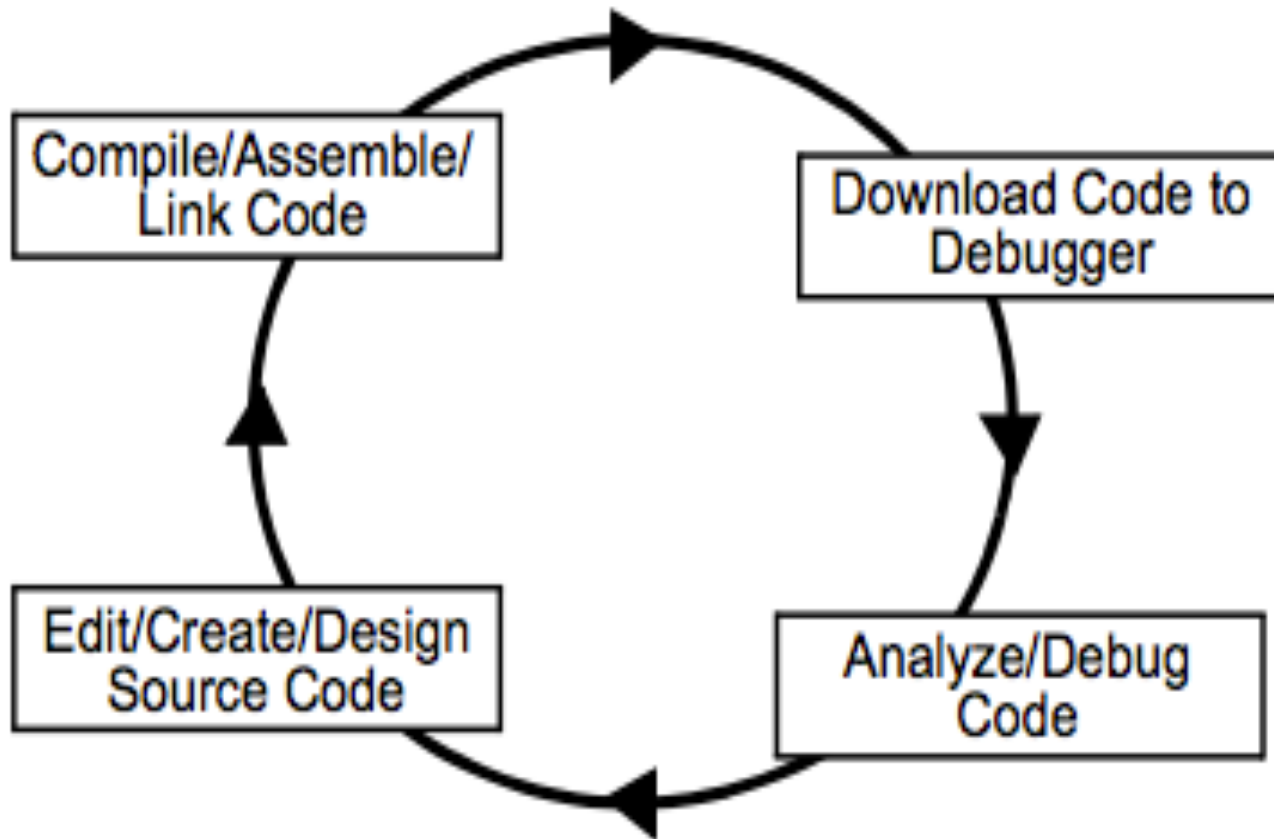 Compile/Assemble/
Link Code
Download Code to
Debugger
Edit/Create/Design
Source Code
Analyze/Debug
Code